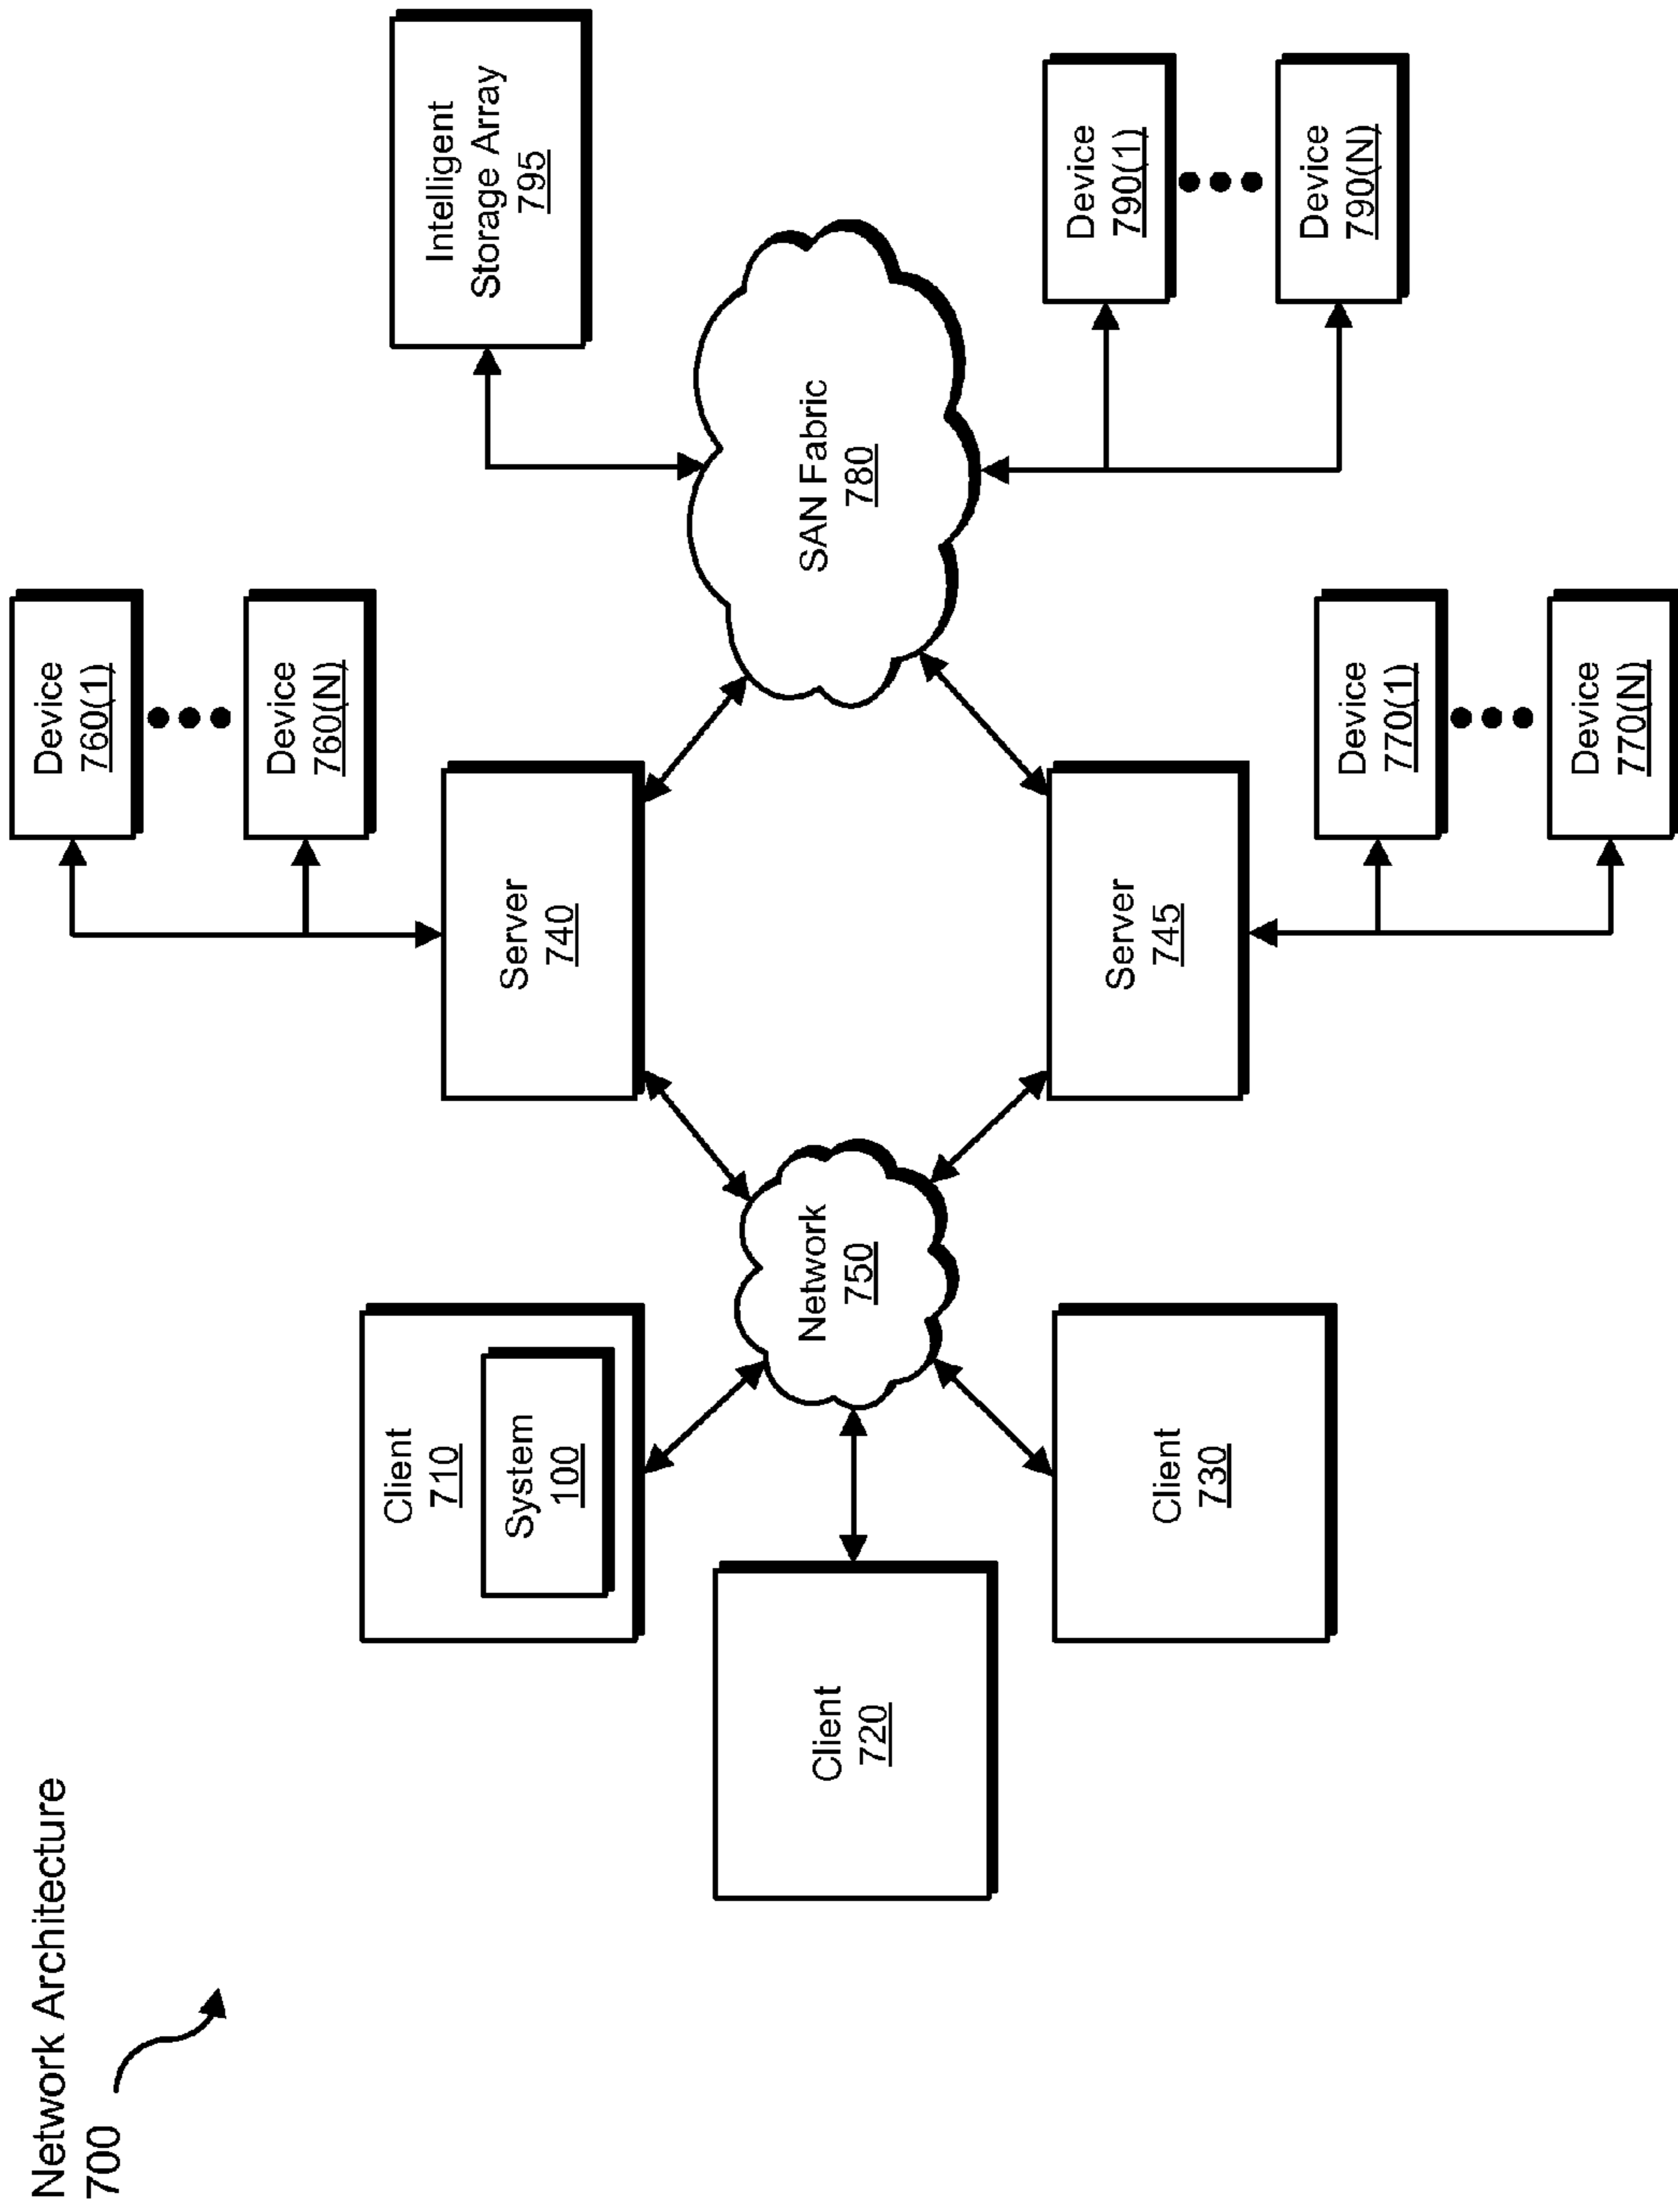 Network Architecture
700
Device
760(1)
Device
760(N)
Intelligent
Storage Array
795
Client
710
System
100
Server
740
Client
720
Network
750
SAN Fabric
780
Client
730
Server
745
Device
790(1)
Device
790(N)
Device
770(1)
Device
770(N)